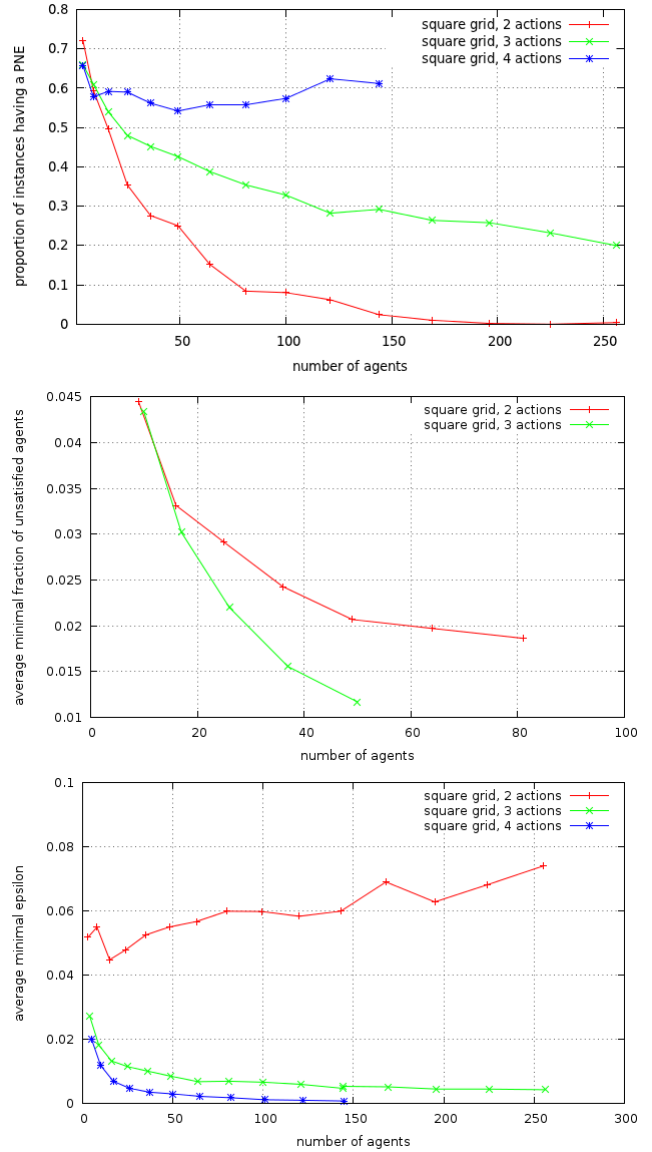 proportion of instances having a PNE
0.8
0.7
0.6
0.5
0.4
0.3
0.2
0.1
0
square grid, 2 actions
square grid, 3 actions
square grid, 4 actions
50
100
150
200
250
number of agents
average minimal fraction of unsatisfied agents
0.045
0.04
0.035
0.03
0.025
0.02
0.015
0.01
square grid, 2 actions
square grid, 3 actions
0
20
40
60
80
100
number of agents
average minimal epsilon
0.1
0.08
0.06
0.04
0.02
0
square grid, 2 actions
square grid, 3 actions
square grid, 4 actions
0
50
100
150
200
250
300
number of agents